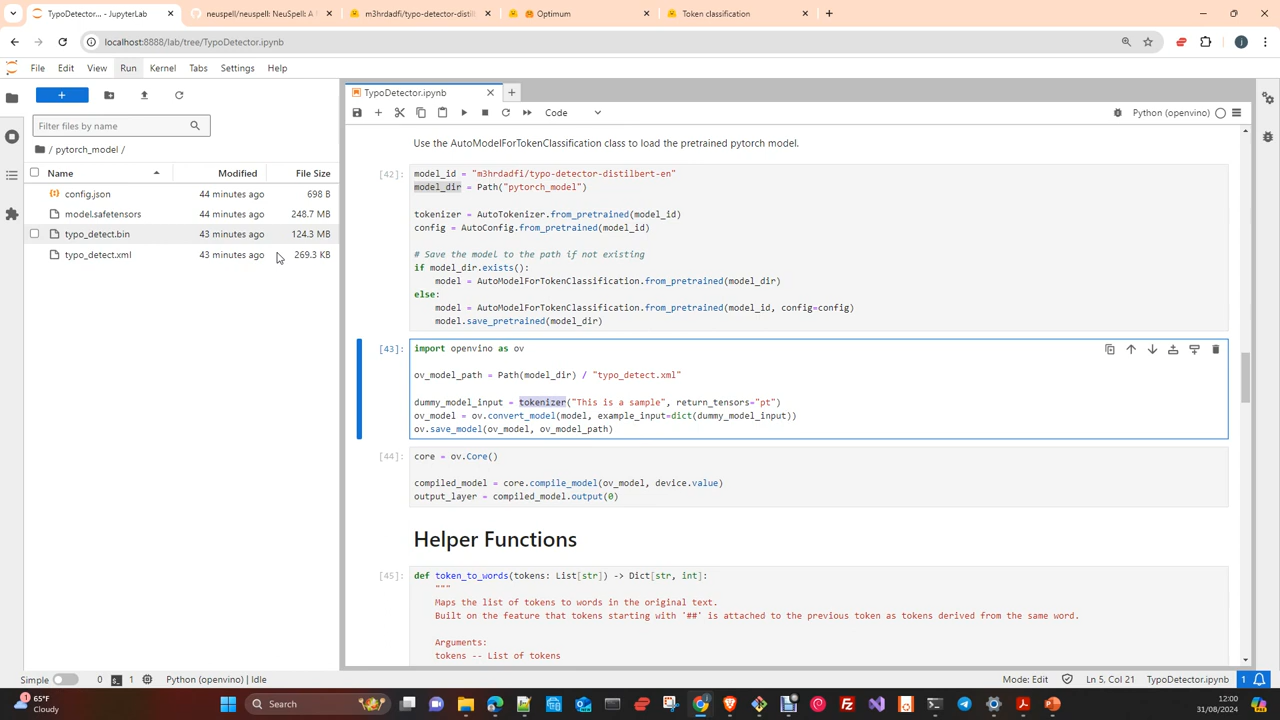 TypoDetector... - JupyterLab
neuspell/neuspell: NeuSpell: A N
m3hrdadfi/typo-detector-distilb
Optimum
Token classification
localhost:8888/lab/tree/TypoDetector.ipynb
File Edit View Run Kernel Tabs Settings Help
Filter files by name
/ pytorch_model /
Name Modified File Size
config.json 44 minutes ago 698 B
model.safetensors 44 minutes ago 248.7 MB
typo_detect.bin 43 minutes ago 124.3 MB
typo_detect.xml 43 minutes ago 269.3 KB
TypoDetector.ipynb
Code
Python (openvino)
Use the AutoModelForTokenClassification class to load the pretrained pytorch model.
[42]: model_id = "m3hrdadfi/typo-detector-distilbert-en"
model_dir = Path("pytorch_model")
tokenizer = AutoTokenizer.from_pretrained(model_id)
config = AutoConfig.from_pretrained(model_id)
# Save the model to the path if not existing
if model_dir.exists():
model = AutoModelForTokenClassification.from_pretrained(model_dir)
else:
model = AutoModelForTokenClassification.from_pretrained(model_id, config=config)
model.save_pretrained(model_dir)
[43]: import openvino as ov
ov_model_path = Path(model_dir) / "typo_detect.xml"
dummy_model_input = tokenizer("This is a sample", return_tensors="pt")
ov_model = ov.convert_model(model, example_input=dict(dummy_model_input))
ov.save_model(ov_model, ov_model_path)
[44]: core = ov.Core()
compiled_model = core.compile_model(ov_model, device.value)
output_layer = compiled_model.output(0)
Helper Functions
[45]: def token_to_words(tokens: List[str]) -> Dict[str, int]:
"""
Maps the list of tokens to words in the original text.
Built on the feature that tokens starting with '##' is attached to the previous token as tokens derived from the same word.
Arguments:
tokens -- List of tokens
Simple 0 1 Python (openvino) | Idle
Mode: Edit Ln 5, Col 21 TypoDetector.ipynb 1
65°F
Cloudy
Search
12:00
31/08/2024